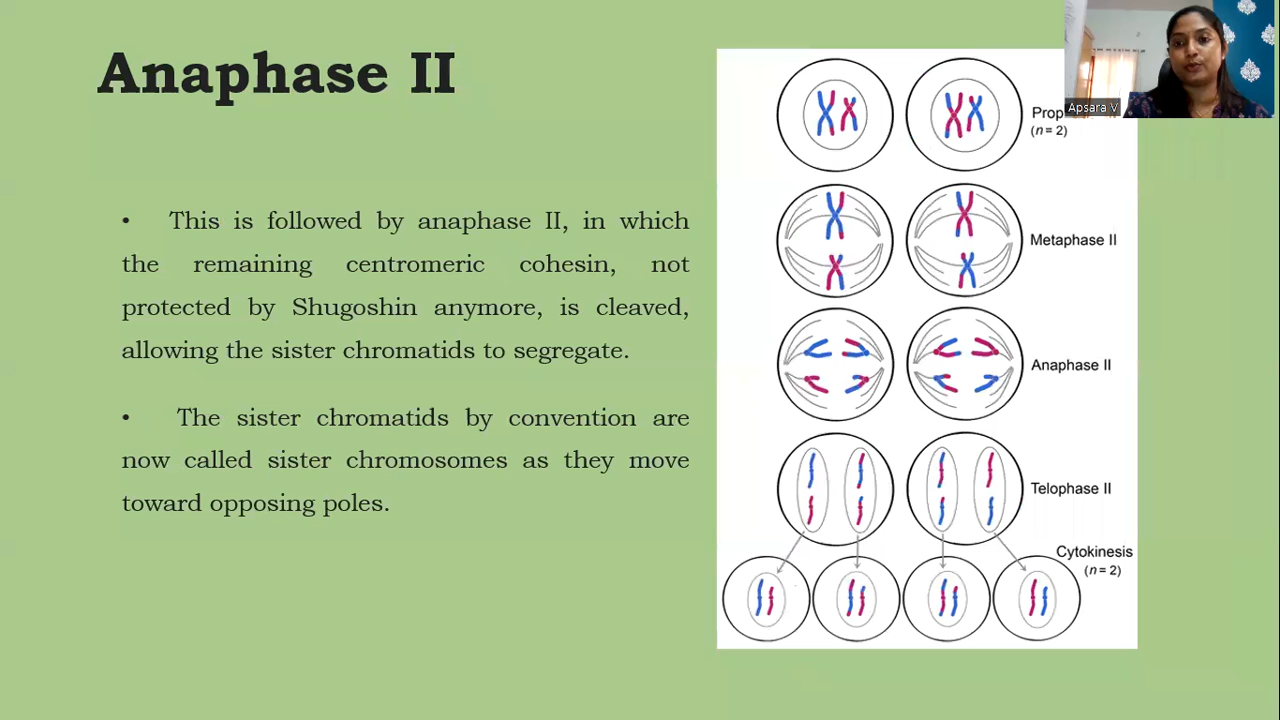 Anaphase II
• This is followed by anaphase II, in which
the remaining centromeric cohesin, not
protected by Shugoshin anymore, is cleaved,
allowing the sister chromatids to segregate.
• The sister chromatids by convention are
now called sister chromosomes as they move
toward opposing poles.
Apsara V
(n = 2)
Metaphase II
Anaphase II
Telophase II
Cytokinesis
(n = 2)